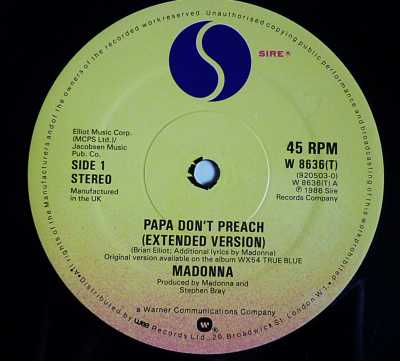 All rights of the Manufacturers and of the owners of the recorded work reserved. Unauthorised copying public performance and broadcasting of this record prohibited.
SIRE®
Elliot Music Corp.
(MCPS Ltd.)/
Jacobsen Music
Pub. Co.
SIDE 1
STEREO
Manufactured
in the UK
45 RPM
W 8636(T)
(920503-0)
W 8636(T) A
℗ 1986 Sire
Records Company
PAPA DON'T PREACH
(EXTENDED VERSION)
(Brian Elliot; Additional lyrics by Madonna)
Original version available on the album WX54 TRUE BLUE
MADONNA
Produced by Madonna and
Stephen Bray
a Warner Communications Company
Distributed by wea Records Ltd., 20, Broadwick St. London W1.